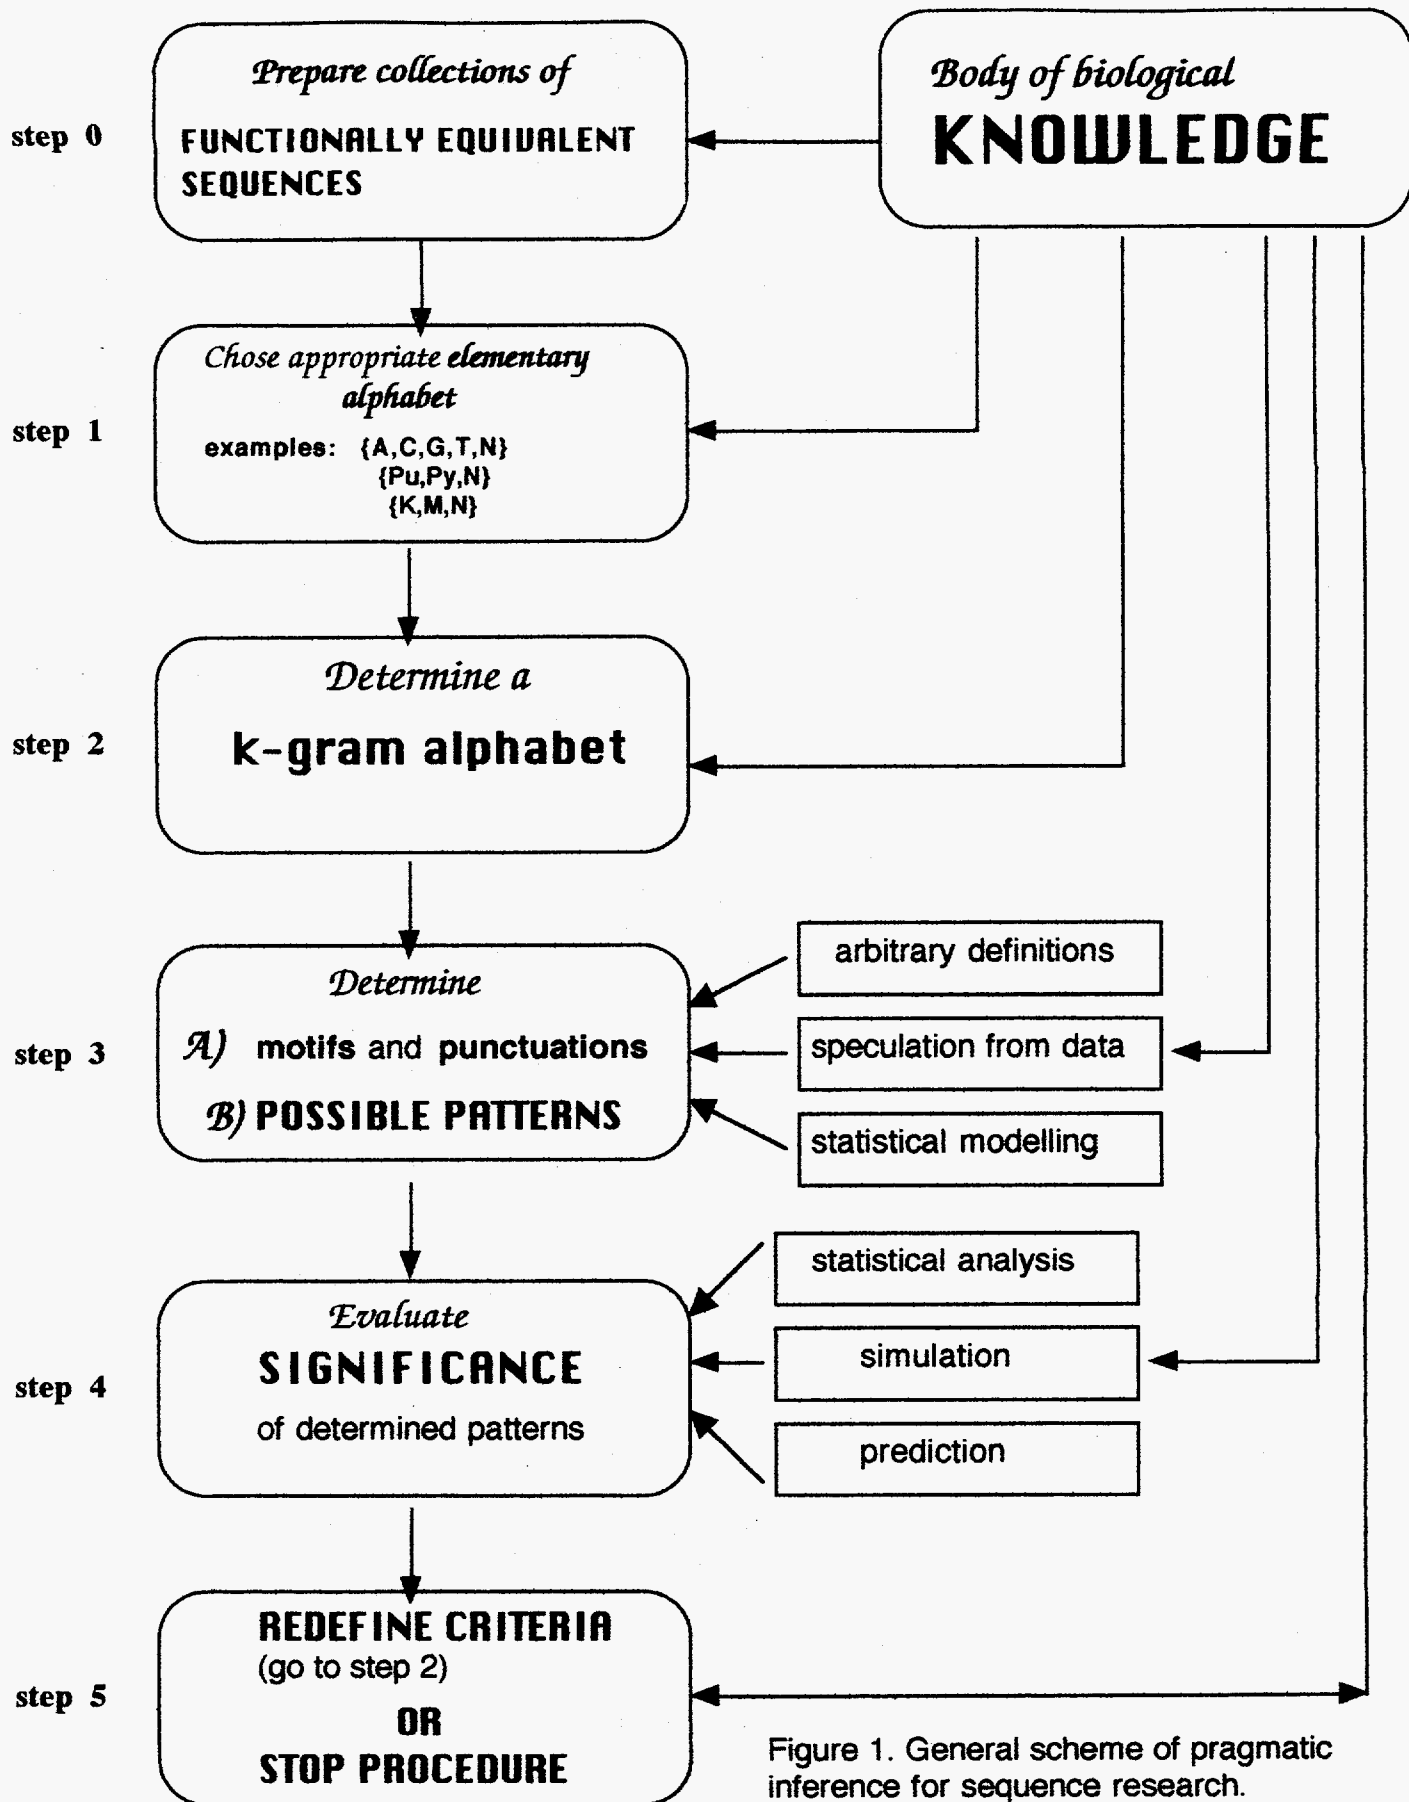 Prepare collections of
FUNCTIONALLY EQUIVALENT
SEQUENCES
Body of biological
KNOWLEDGE
step 0
Chose appropriate elementary
alphabet
examples: {A,C,G,T,N}
{Pu,Py,N}
{K,M,N}
step 1
Determine a
k-gram alphabet
step 2
Determine
A) motifs and punctuations
B) POSSIBLE PATTERNS
step 3
arbitrary definitions
speculation from data
statistical modelling
Evaluate
SIGNIFICANCE
of determined patterns
step 4
statistical analysis
simulation
prediction
REDEFINE CRITERIA
(go to step 2)
OR
STOP PROCEDURE
step 5
Figure 1. General scheme of pragmatic
inference for sequence research.